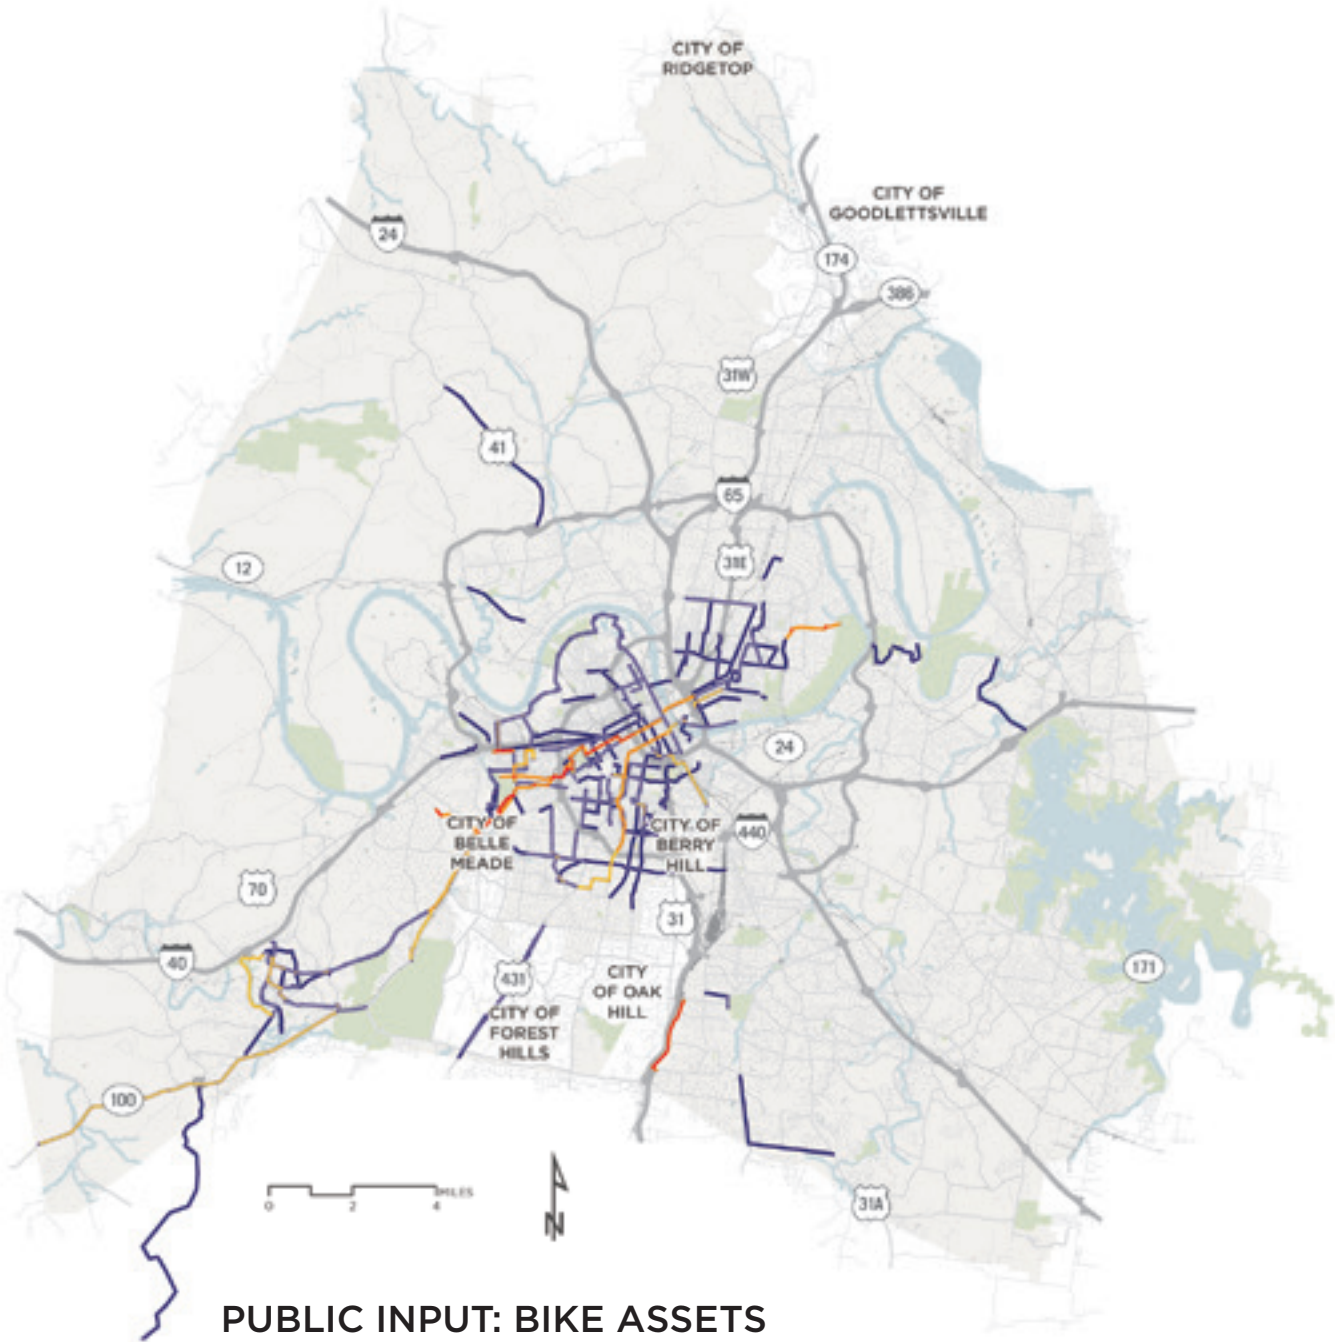 CITY OF
RIDGETOP
CITY OF
GOODLETTSVILLE
24
174
386
31W
41
65
31E
12
24
CITY OF
BELLE
MEADE
CITY OF
BERRY
HILL
440
70
31
40
431
CITY
OF OAK
HILL
171
CITY OF
FOREST
HILLS
100
MILES
0
2
4
N
31A
PUBLIC INPUT: BIKE ASSETS